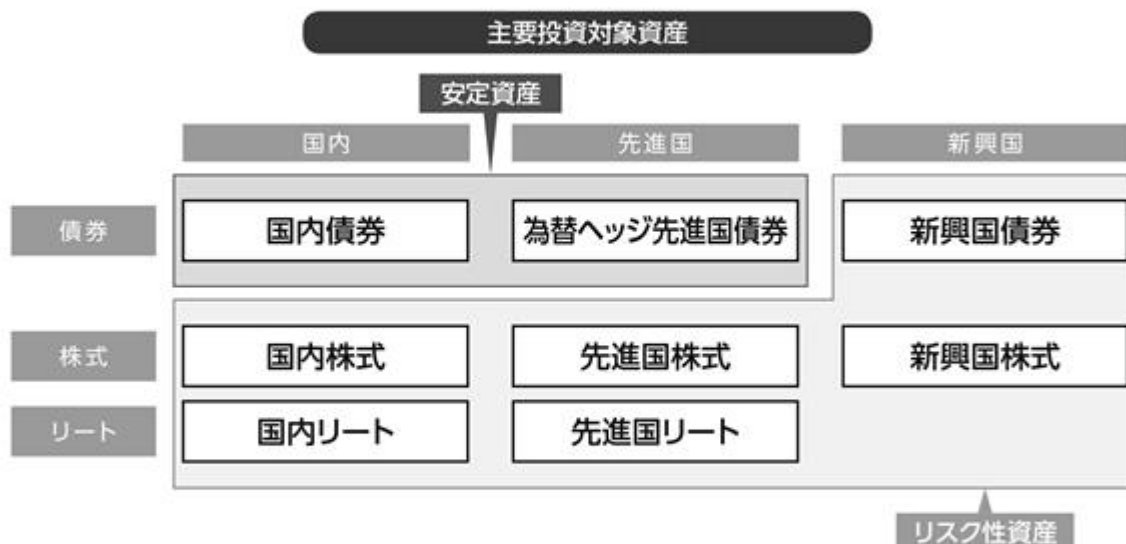 主要投資対象資産
安定資産
国内 先進国 新興国
債券 国内債券 為替ヘッジ先進国債券 新興国債券
株式 国内株式 先進国株式 新興国株式
リート 国内リート 先進国リート
リスク性資産